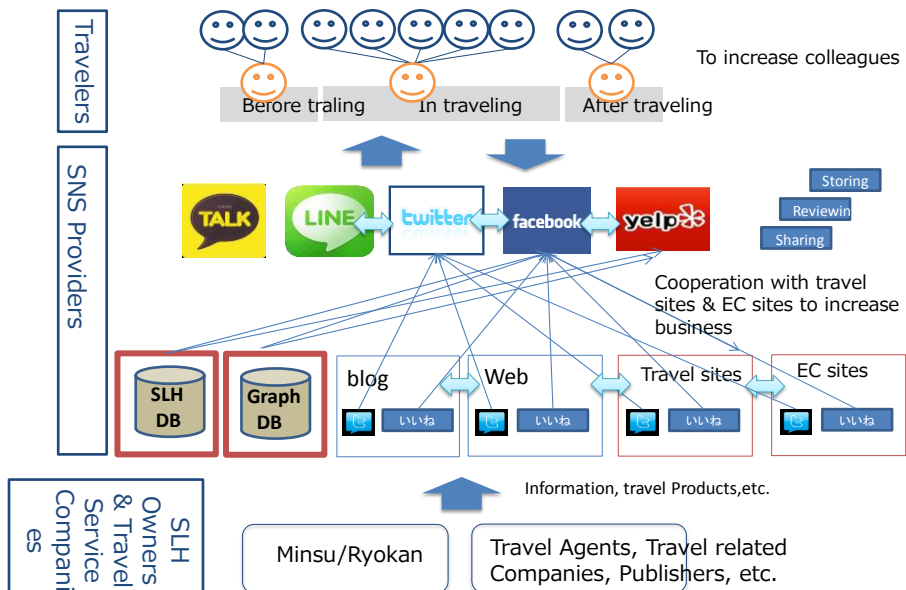 Travelers
To increase colleagues
Before traling
In traveling
After traveling
SNS Providers
TALK
LINE
twitter
facebook
yelp
Storing
Reviewin
Sharing
Cooperation with travel
sites & EC sites to increase
business
SLH
DB
Graph
DB
blog
Web
Travel sites
EC sites
いいね
いいね
いいね
いいね
Information, travel Products,etc.
SLH
Owners
& Travel
Service
Compani
es
Minsu/Ryokan
Travel Agents, Travel related
Companies, Publishers, etc.